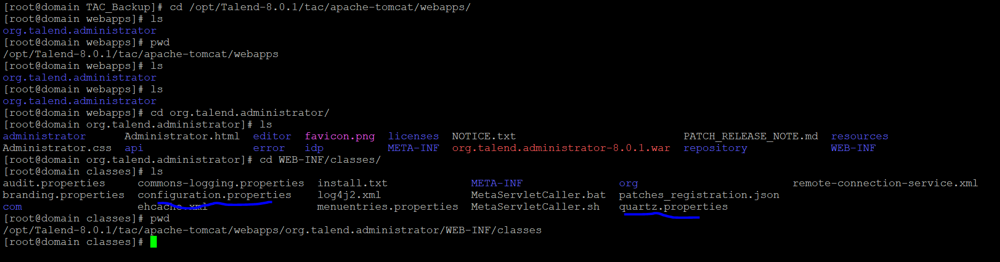 [root@domain TAC_Backup]# cd /opt/Talend-8.0.1/tac/apache-tomcat/webapps/
[root@domain webapps]# ls
org.talend.administrator
[root@domain webapps]# pwd
/opt/Talend-8.0.1/tac/apache-tomcat/webapps
[root@domain webapps]# ls
org.talend.administrator
[root@domain webapps]# ls
org.talend.administrator
[root@domain webapps]# cd org.talend.administrator/
[root@domain org.talend.administrator]# ls
administrator Administrator.html editor favicon.png licenses NOTICE.txt PATCH_RELEASE_NOTE.md resources
Administrator.css api error idp META-INF org.talend.administrator-8.0.1.war repository WEB-INF
[root@domain org.talend.administrator]# cd WEB-INF/classes/
[root@domain classes]# ls
audit.properties commons-logging.properties install.txt META-INF org remote-connection-service.xml
branding.properties configuration.properties log4j2.xml MetaServletCaller.bat patches_registration.json
com ehcache.xml menuentries.properties MetaServletCaller.sh quartz.properties
[root@domain classes]# pwd
/opt/Talend-8.0.1/tac/apache-tomcat/webapps/org.talend.administrator/WEB-INF/classes
[root@domain classes]#